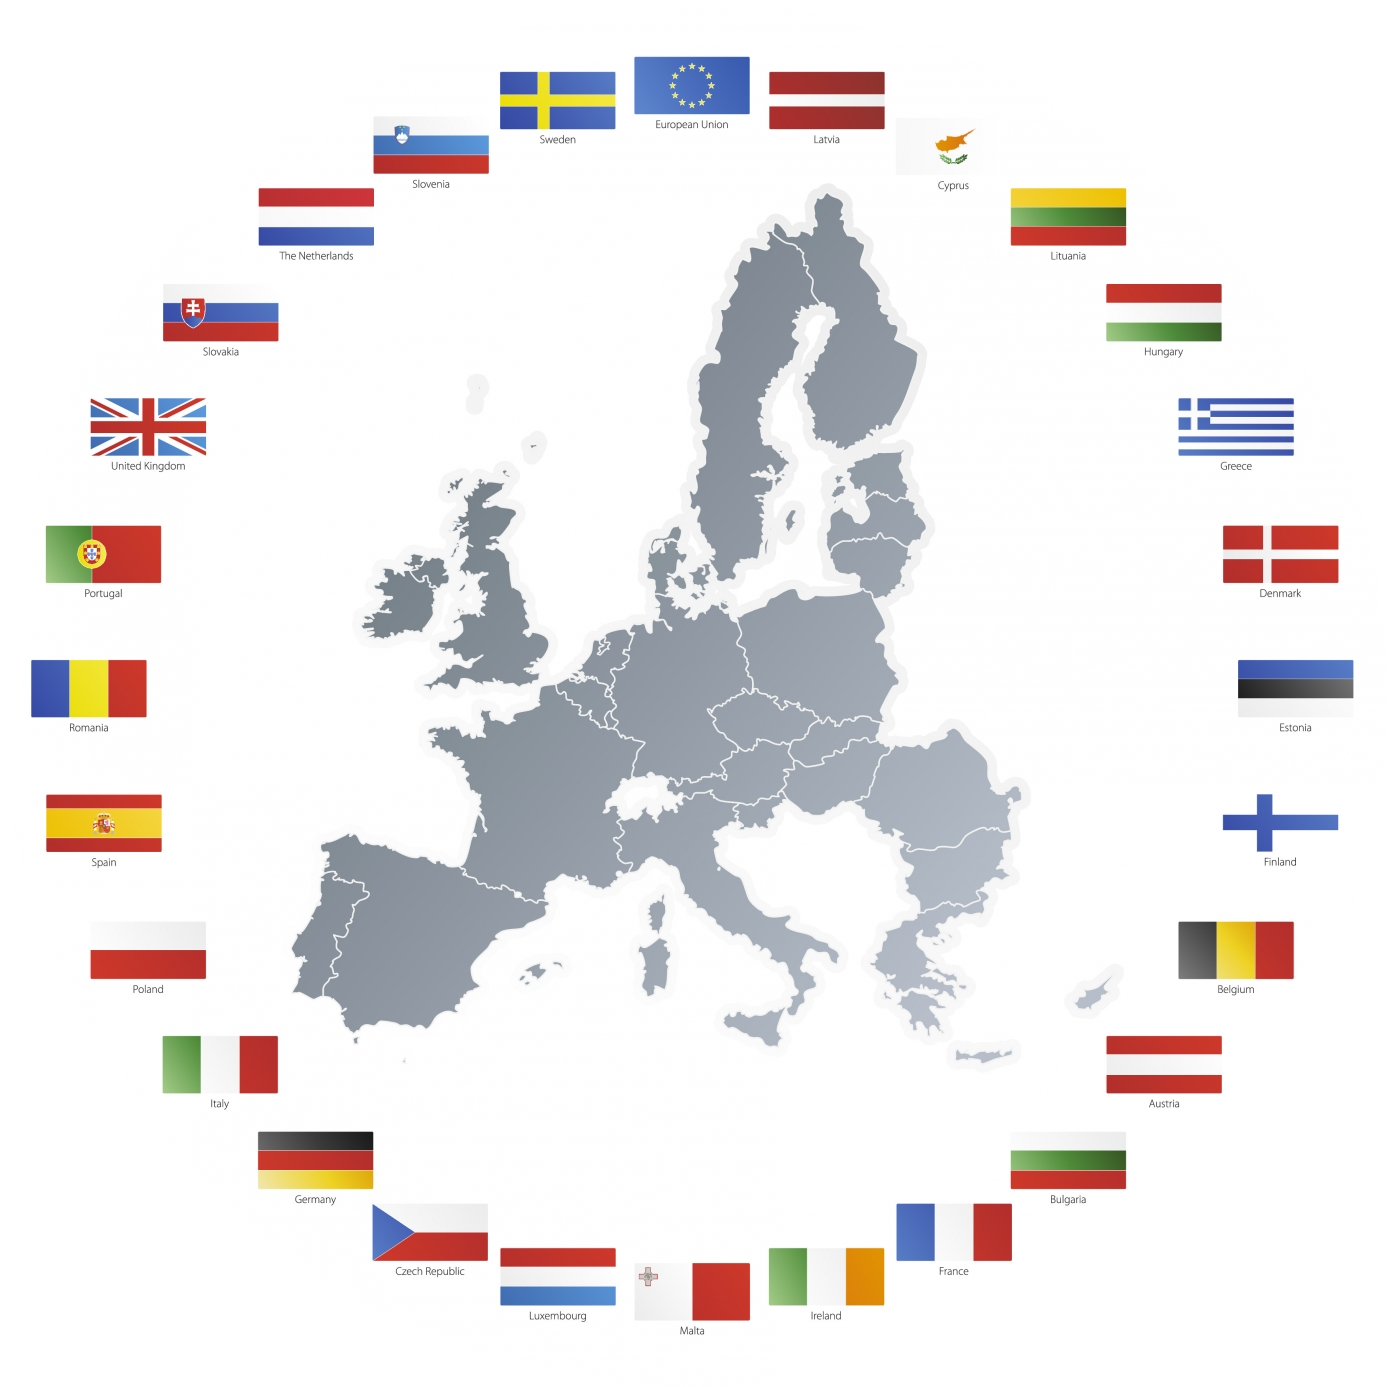 European Union
Latvia
Cyprus
Lituania
Hungary
Greece
Denmark
Estonia
Finland
Belgium
Austria
Bulgaria
France
Ireland
Malta
Luxembourg
Czech Republic
Germany
Italy
Poland
Spain
Romania
Portugal
United Kingdom
Slovakia
The Netherlands
Slovenia
Sweden